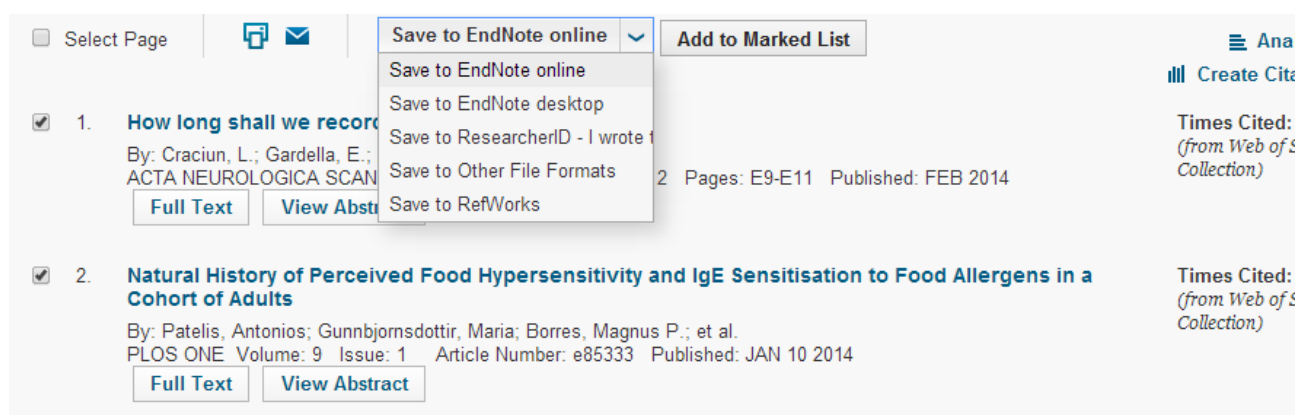 Select Page
Save to EndNote online
Add to Marked List
Ana
Create Cita
Save to EndNote online
Save to EndNote desktop
Save to ResearcherID - I wrote t
Save to Other File Formats
Save to RefWorks
1. How long shall we record
By: Craciun, L.; Gardella, E.;
ACTA NEUROLOGICA SCAN 2 Pages: E9-E11 Published: FEB 2014
Full Text View Abstr
Times Cited:
(from Web of S
Collection)
2. Natural History of Perceived Food Hypersensitivity and IgE Sensitisation to Food Allergens in a
Cohort of Adults
By: Patelis, Antonios; Gunnbjornsdottir, Maria; Borres, Magnus P.; et al.
PLOS ONE Volume: 9 Issue: 1 Article Number: e85333 Published: JAN 10 2014
Full Text View Abstract
Times Cited:
(from Web of S
Collection)